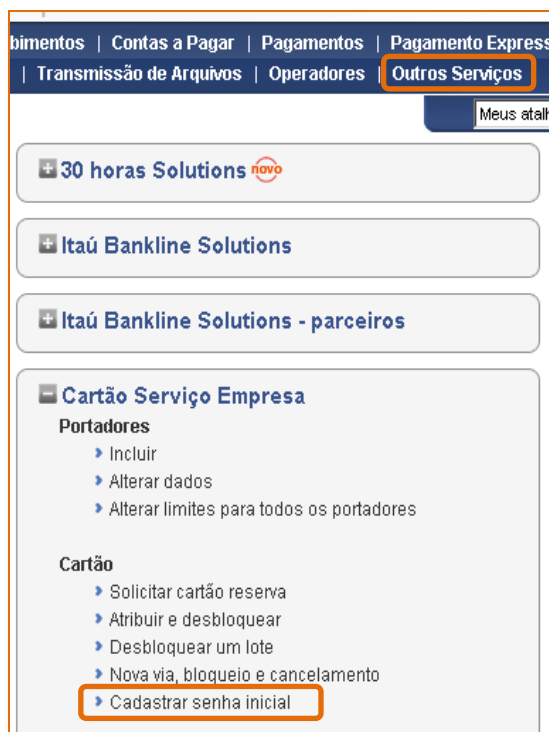 bimentos | Contas a Pagar | Pagamentos | Pagamento Express
| Transmissão de Arquivos | Operadores | Outros Serviços
Meus atalh
30 horas Solutions novo
Itaú Bankline Solutions
Itaú Bankline Solutions - parceiros
Cartão Serviço Empresa
Portadores
Incluir
Alterar dados
Alterar limites para todos os portadores
Cartão
Solicitar cartão reserva
Atribuir e desbloquear
Desbloquear um lote
Nova via, bloqueio e cancelamento
Cadastrar senha inicial